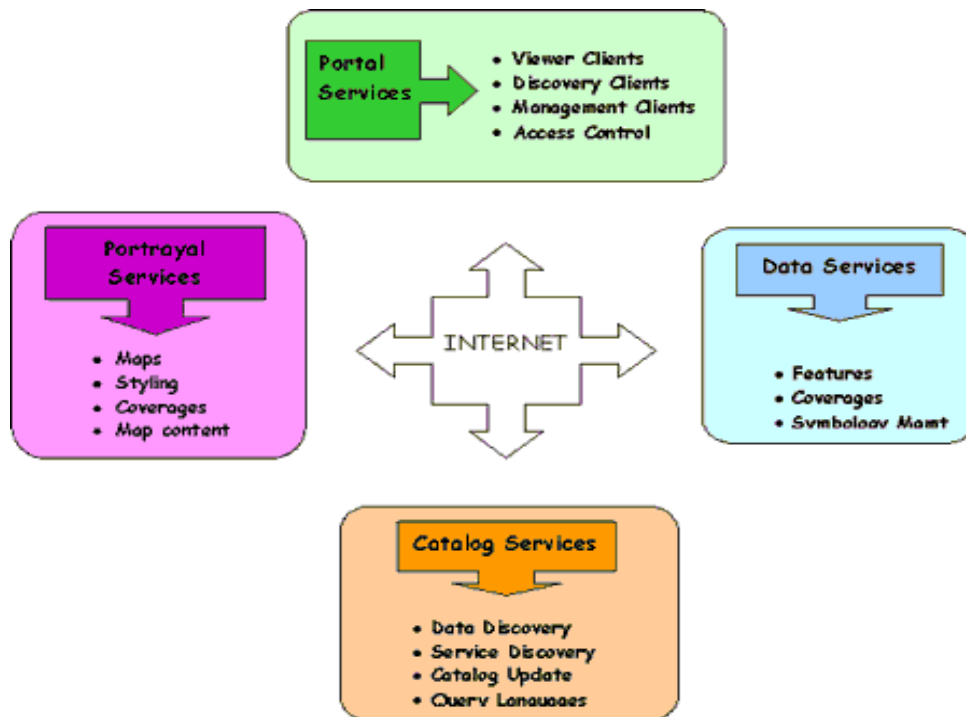 Portal
Services
• Viewer Clients
• Discovery Clients
• Management Clients
• Access Control
Portrayal
Services
• Maps
• Styling
• Coverages
• Map content
INTERNET
Data Services
• Features
• Coverages
• Symbology Mgmt
Catalog Services
• Data Discovery
• Service Discovery
• Catalog Update
• Query Languages